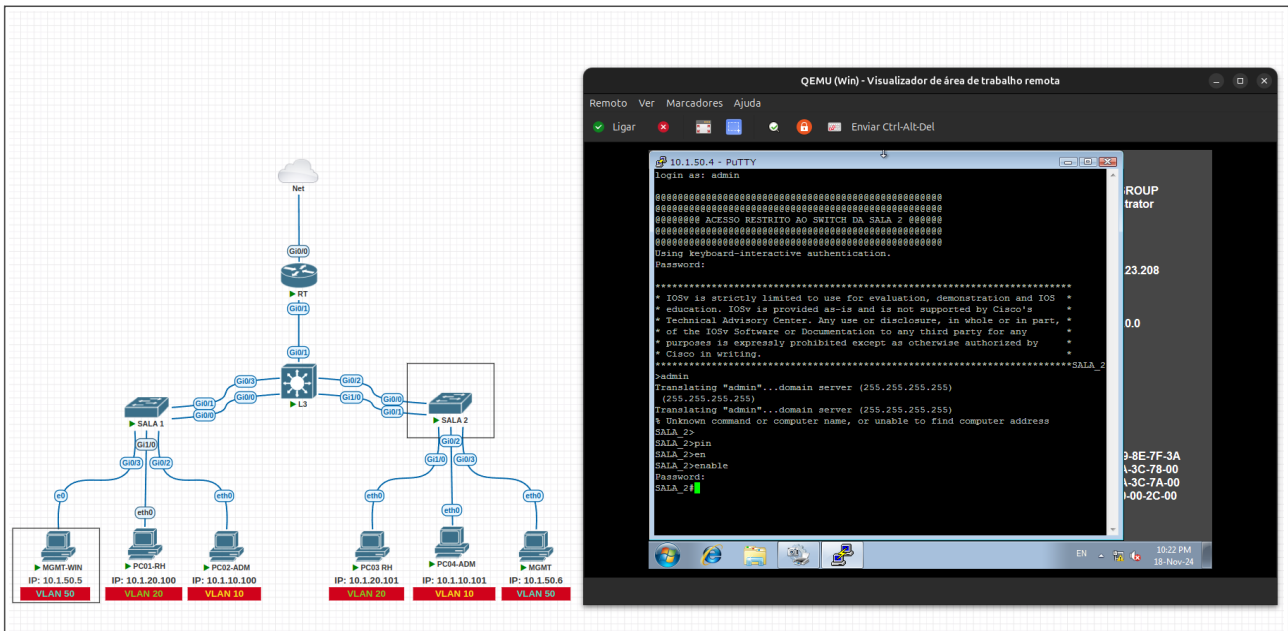 Net
Gi0/0
RT
Gi0/1
Gi0/1
Gi0/3
Gi0/2
Gi0/1
Gi0/0
Gi1/0
Gi0/0
L3
Gi0/0
Gi0/1
SALA 1
SALA 2
Gi1/0
Gi0/2
Gi0/3
Gi0/2
Gi1/0
Gi0/3
e0
eth0
eth0
eth0
eth0
eth0
MGMT-WIN
PC01-RH
PC02-ADM
PC03 RH
PC04-ADM
MGMT
IP: 10.1.50.5
IP: 10.1.20.100
IP: 10.1.10.100
IP: 10.1.20.101
IP: 10.1.10.101
IP: 10.1.50.6
VLAN 50
VLAN 20
VLAN 10
VLAN 20
VLAN 10
VLAN 50
QEMU (Win) - Visualizador de área de trabalho remota
Remoto Ver Marcadores Ajuda
Ligar Enviar Ctrl-Alt-Del
10.1.50.4 - PuTTY
login as: admin
@@@@@@@@@@@@@@@@@@@@@@@@@@@@@@@@@@@@@@@@@@@@@@@
@@@@@@@@@@@@@@@@@@@@@@@@@@@@@@@@@@@@@@@@@@@@@@@
@@@@@@@@ ACESSO RESTRITO AO SWITCH DA SALA 2 @@@@@@
@@@@@@@@@@@@@@@@@@@@@@@@@@@@@@@@@@@@@@@@@@@@@@@
@@@@@@@@@@@@@@@@@@@@@@@@@@@@@@@@@@@@@@@@@@@@@@@
Using keyboard-interactive authentication.
Password:
**********************************************************************
* IOSv is strictly limited to use for evaluation, demonstration and IOS *
* education. IOSv is provided as-is and is not supported by Cisco's *
* Technical Advisory Center. Any use or disclosure, in whole or in part, *
* of the IOSv Software or Documentation to any third party for any *
* purposes is expressly prohibited except as otherwise authorized by *
* Cisco in writing. *
**********************************************************************SALA_2
>admin
Translating "admin"...domain server (255.255.255.255)
(255.255.255.255)
Translating "admin"...domain server (255.255.255.255)
% Unknown command or computer name, or unable to find computer address
SALA_2>
SALA_2>pin
SALA_2>en
SALA_2>enable
Password:
SALA_2#
ROUP
trator
23.208
0.0
9-8E-7F-3A
-3C-78-00
-3C-7A-00
-00-2C-00
EN
10:22 PM
18-Nov-24